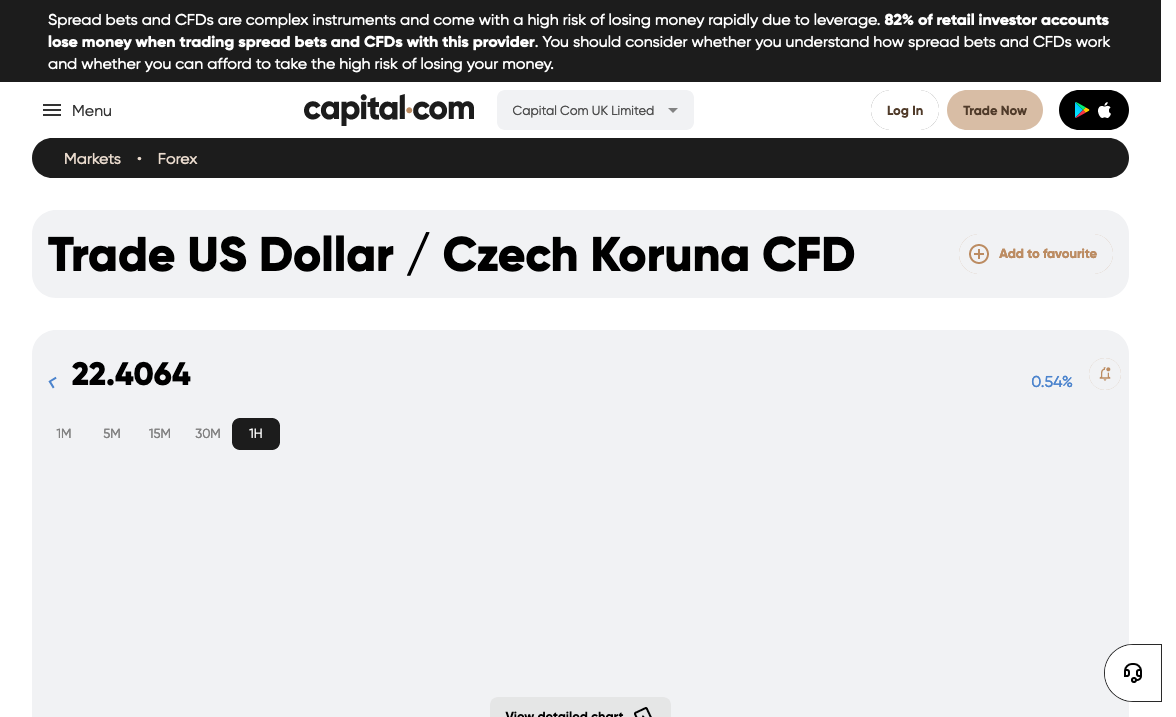 Spread bets and CFDs are complex instruments and come with a high risk of losing money rapidly due to leverage. 82% of retail investor accounts
lose money when trading spread bets and CFDs with this provider. You should consider whether you understand how spread bets and CFDs work
and whether you can afford to take the high risk of losing your money.
Menu
capital.com
Capital Com UK Limited
Log In
Trade Now
Markets • Forex
Trade US Dollar / Czech Koruna CFD
Add to favourite
22.4064
0.54%
1M 5M 15M 30M 1H
View detailed chart